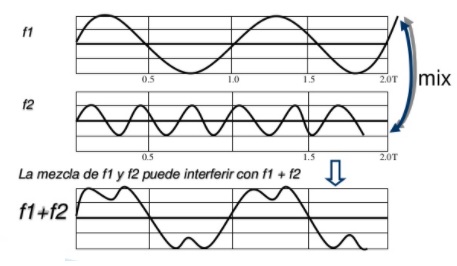 f1
0.5 1.0 1.5 2.0T
mix
f2
0.5 1.5 2.0T
La mezcla de f1 y f2 puede interferir con f1 + f2
f1+f2